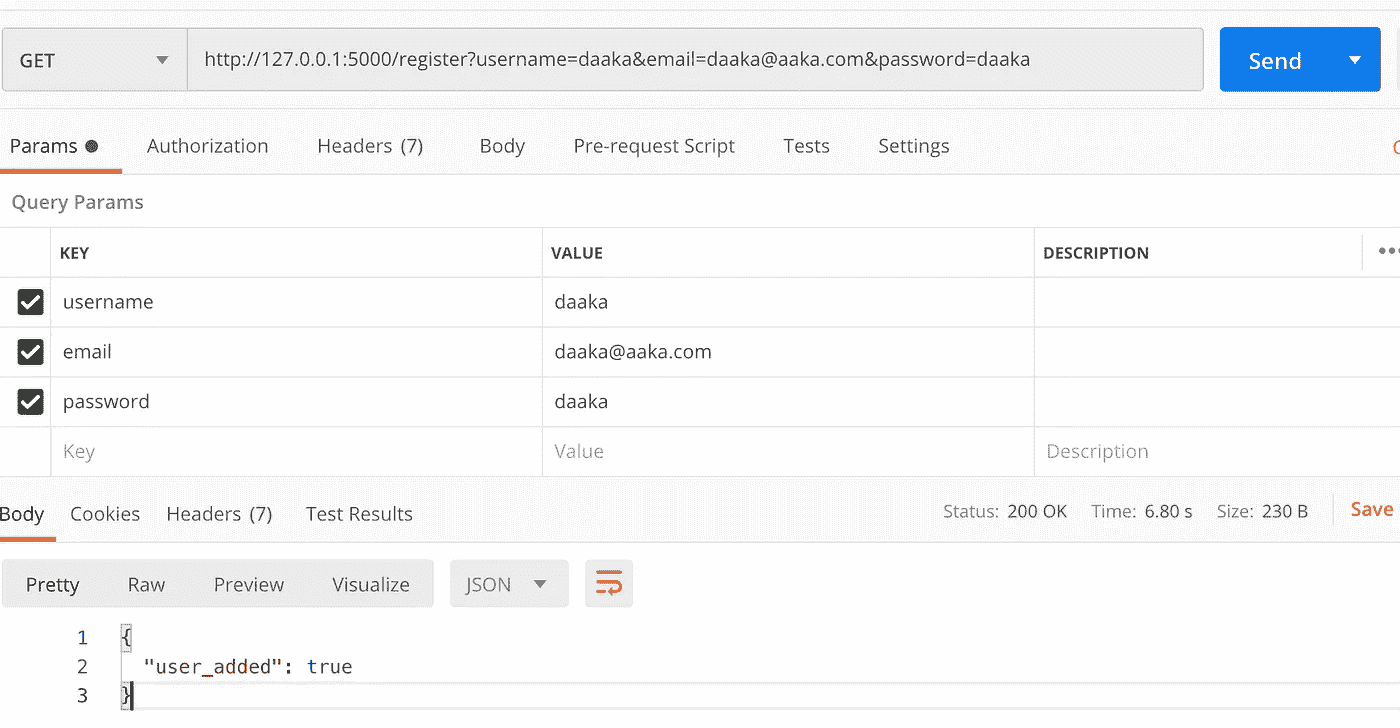 GET http://127.0.0.1:5000/register?username=daaka&email=daaka@aaka.com&password=daaka Send
Params Authorization Headers (7) Body Pre-request Script Tests Settings
Query Params
KEY VALUE DESCRIPTION
username daaka
email daaka@aaka.com
password daaka
Key Value Description
Body Cookies Headers (7) Test Results Status: 200 OK Time: 6.80 s Size: 230 B Save
Pretty Raw Preview Visualize JSON
1 {
2 "user_added": true
3 }